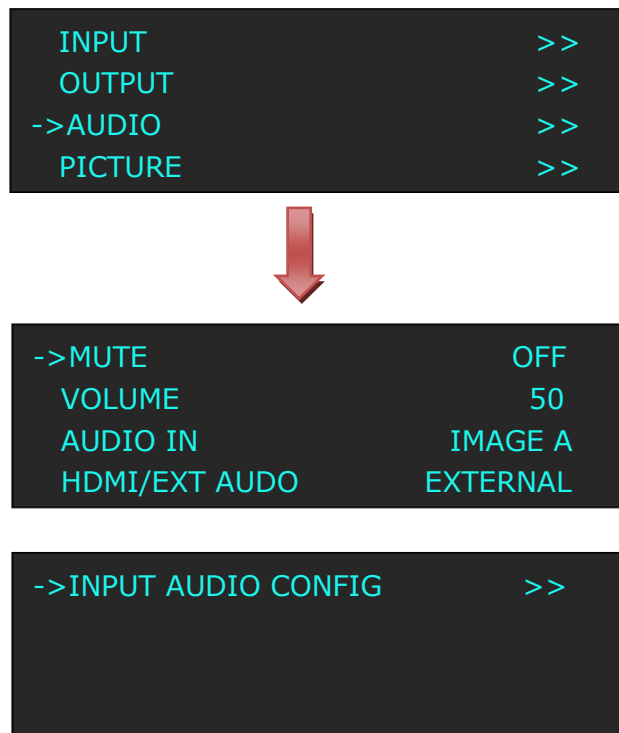 INPUT >>
OUTPUT >>
->AUDIO >>
PICTURE >>
->MUTE OFF
VOLUME 50
AUDIO IN IMAGE A
HDMI/EXT AUDO EXTERNAL
->INPUT AUDIO CONFIG >>